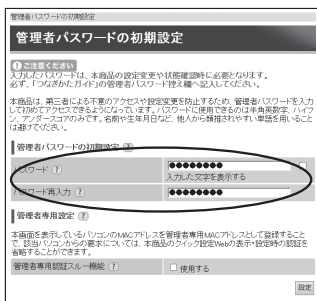 管理者パスワードの初期設定
管理者パスワードの初期設定
ご注意ください
入力したパスワードは、本商品の設定変更や状態確認時に必要となります。
必ず、「つなぎかたガイド」の管理者パスワード控え欄へ記入してください。
本商品は、第三者による不意のアクセスや設定変更を防止するため、管理者パスワードを入力
して初めてアクセスできるようになっています。パスワードに使用できるのは半角英数字、ハイフ
ン、アンダースコアのみです。名前や生年月日など、他人から類推されやすい単語を用いること
は避けてください。
管理者パスワードの初期設定 ?
パスワード ? ●●●●●●●●
入力した文字を表示する
パスワード再入力 ? ●●●●●●●●
管理者専用設定 ?
本画面を表示しているパソコンのMACアドレスを管理者専用MACアドレスとして登録すること
で、該当パソコンからの要求については、本商品のクイック設定Webの表示・設定時の認証を
省略することができます。
管理者専用認証スルー機能 ? 使用する
設定